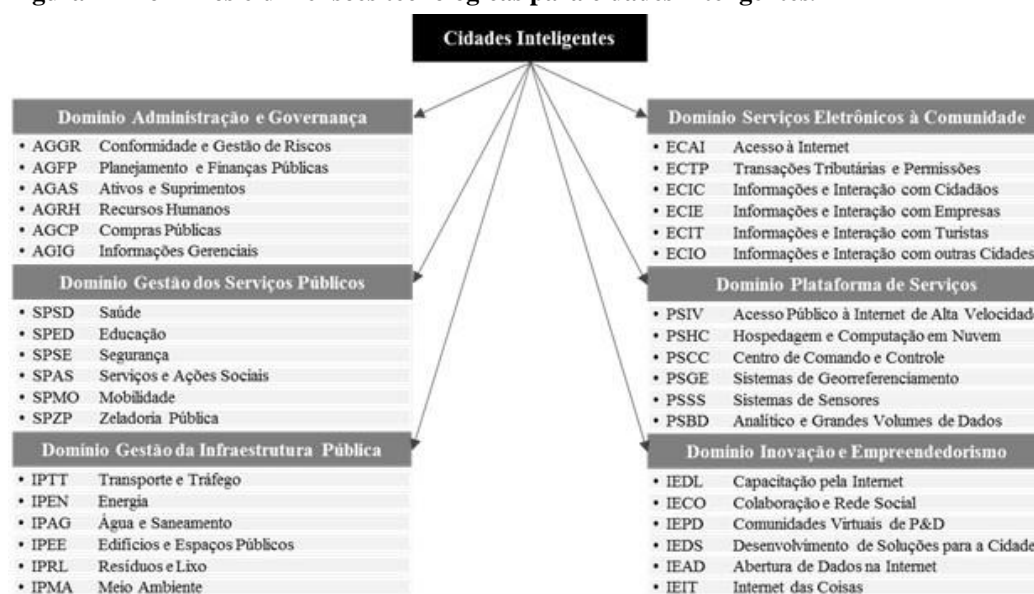 Cidades Inteligentes
Domínio Administração e Governança
• AGGR Conformidade e Gestão de Riscos
• AGFP Planejamento e Finanças Públicas
• AGAS Ativos e Suprimentos
• AGRH Recursos Humanos
• AGCP Compras Públicas
• AGIG Informações Gerenciais
Domínio Gestão dos Serviços Públicos
• SPSD Saúde
• SPED Educação
• SPSE Segurança
• SPAS Serviços e Ações Sociais
• SPMO Mobilidade
• SPZP Zeladoria Pública
Domínio Gestão da Infraestrutura Pública
• IPTT Transporte e Tráfego
• IPEN Energia
• IPAG Água e Saneamento
• IPEE Edifícios e Espaços Públicos
• IPRL Resíduos e Lixo
• IPMA Meio Ambiente
Domínio Serviços Eletrônicos à Comunidade
• ECAI Acesso à Internet
• ECTP Transações Tributárias e Permissões
• ECIC Informações e Interação com Cidadãos
• ECIE Informações e Interação com Empresas
• ECIT Informações e Interação com Turistas
• ECIO Informações e Interação com outras Cidades
Domínio Plataforma de Serviços
• PSIV Acesso Público à Internet de Alta Velocidad
• PSHC Hospedagem e Computação em Nuvem
• PSCC Centro de Comando e Controle
• PSGE Sistemas de Georreferenciamento
• PSSS Sistemas de Sensores
• PSBD Analítico e Grandes Volumes de Dados
Domínio Inovação e Empreendedorismo
• IEDL Capacitação pela Internet
• IECO Colaboração e Rede Social
• IEPD Comunidades Virtuais de P&D
• IEDS Desenvolvimento de Soluções para a Cidade
• IEAD Abertura de Dados na Internet
• IEIT Internet das Coisas